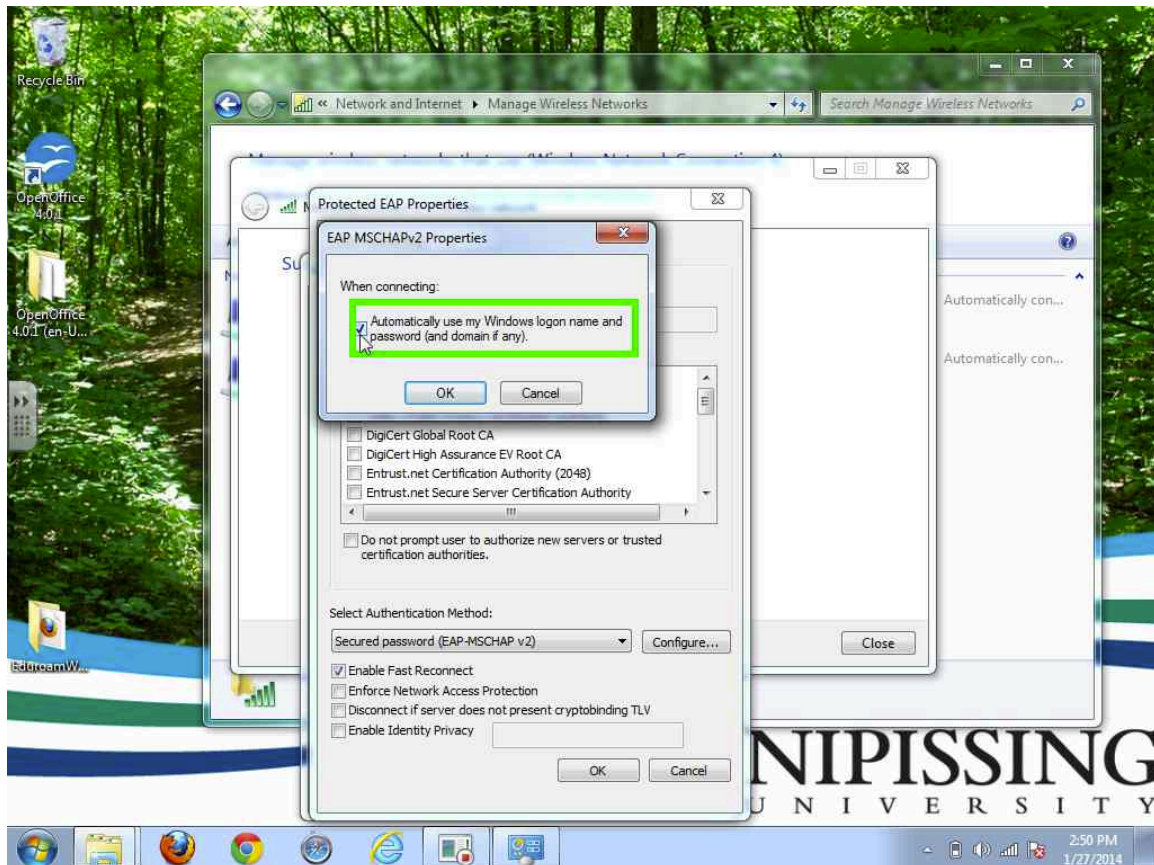 Recycle Bin
OpenOffice
4.0.1
OpenOffice
4.0.1 (en-U...
EduroamW...
« Network and Internet ▸ Manage Wireless Networks
Search Manage Wireless Networks
Automatically con...
Automatically con...
Protected EAP Properties
EAP MSCHAPv2 Properties
When connecting:
Automatically use my Windows logon name and
password (and domain if any).
OK Cancel
DigiCert Global Root CA
DigiCert High Assurance EV Root CA
Entrust.net Certification Authority (2048)
Entrust.net Secure Server Certification Authority
Do not prompt user to authorize new servers or trusted
certification authorities.
Select Authentication Method:
Secured password (EAP-MSCHAP v2) Configure...
Enable Fast Reconnect
Enforce Network Access Protection
Disconnect if server does not present cryptobinding TLV
Enable Identity Privacy
OK Cancel
Close
NIPISSING
UNIVERSITY
2:50 PM
1/27/2014